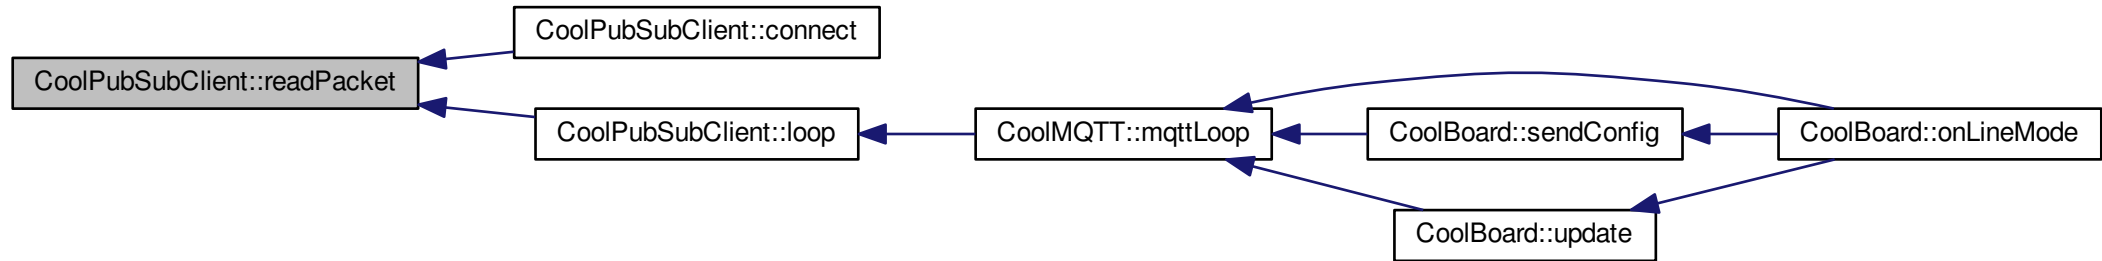 CoolPubSubClient::readPacket
CoolPubSubClient::connect
CoolPubSubClient::loop
CoolMQTT::mqttLoop
CoolBoard::sendConfig
CoolBoard::onLineMode
CoolBoard::update